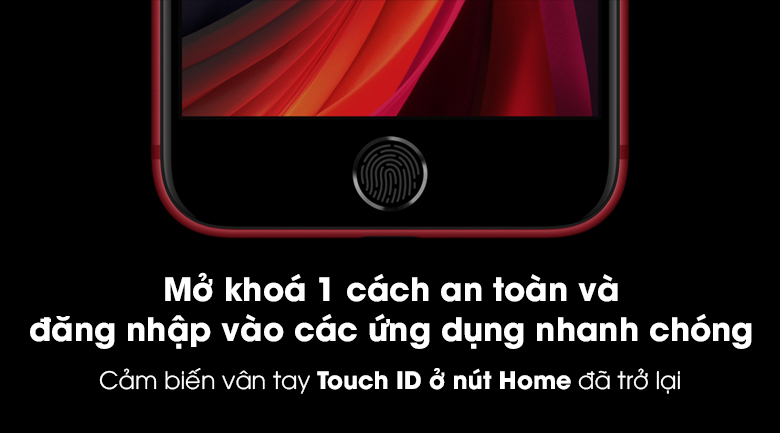 Mở khoá 1 cách an toàn và
đăng nhập vào các ứng dụng nhanh chóng
Cảm biến vân tay Touch ID ở nút Home đã trở lại